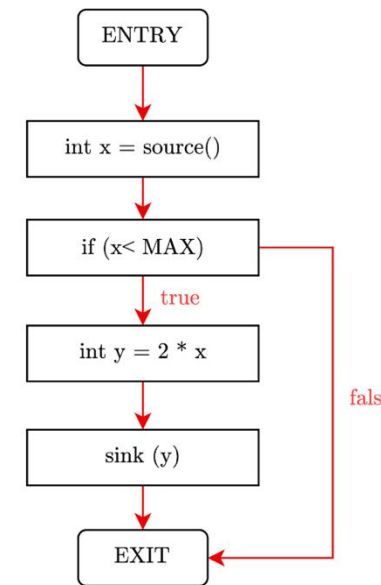 ENTRY
int x = source()
if (x< MAX)
true
int y = 2 * x
fals
sink (y)
EXIT